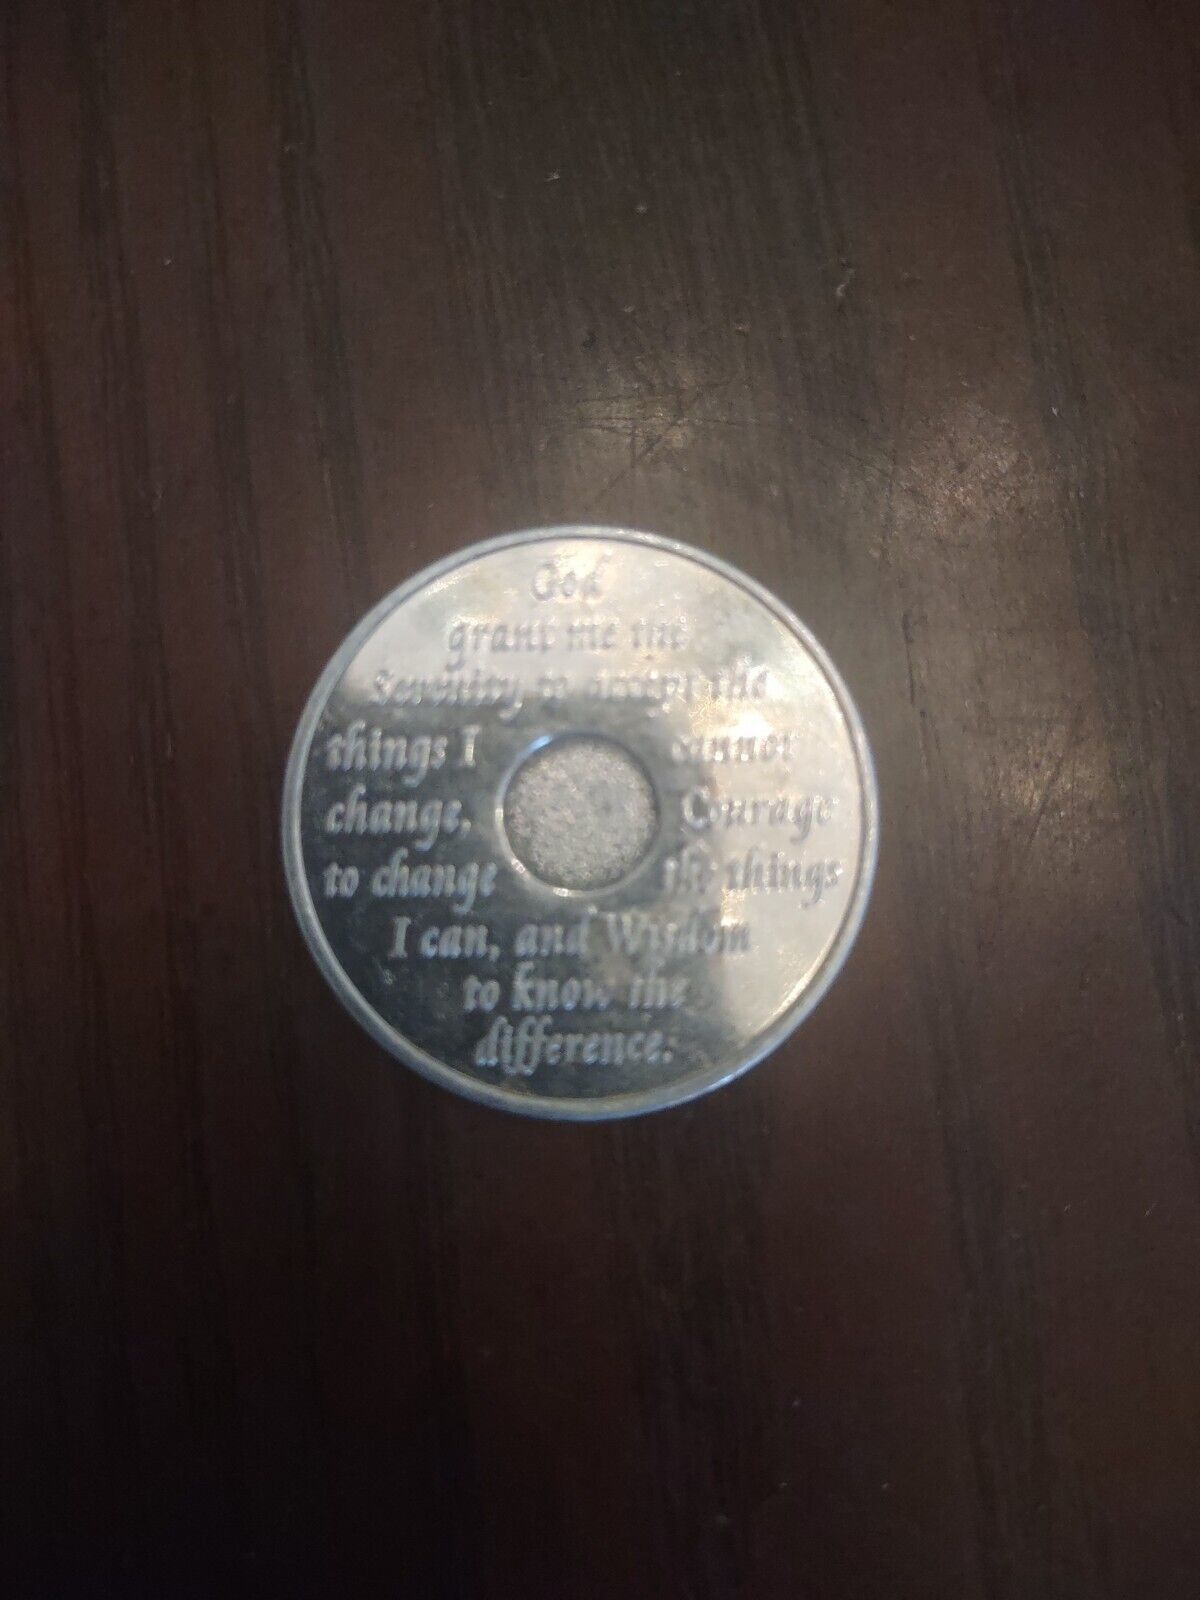 God
grant me the
Serenity to accept the
things I cannot
change, Courage
to change the things
I can, and Wisdom
to know the
difference.